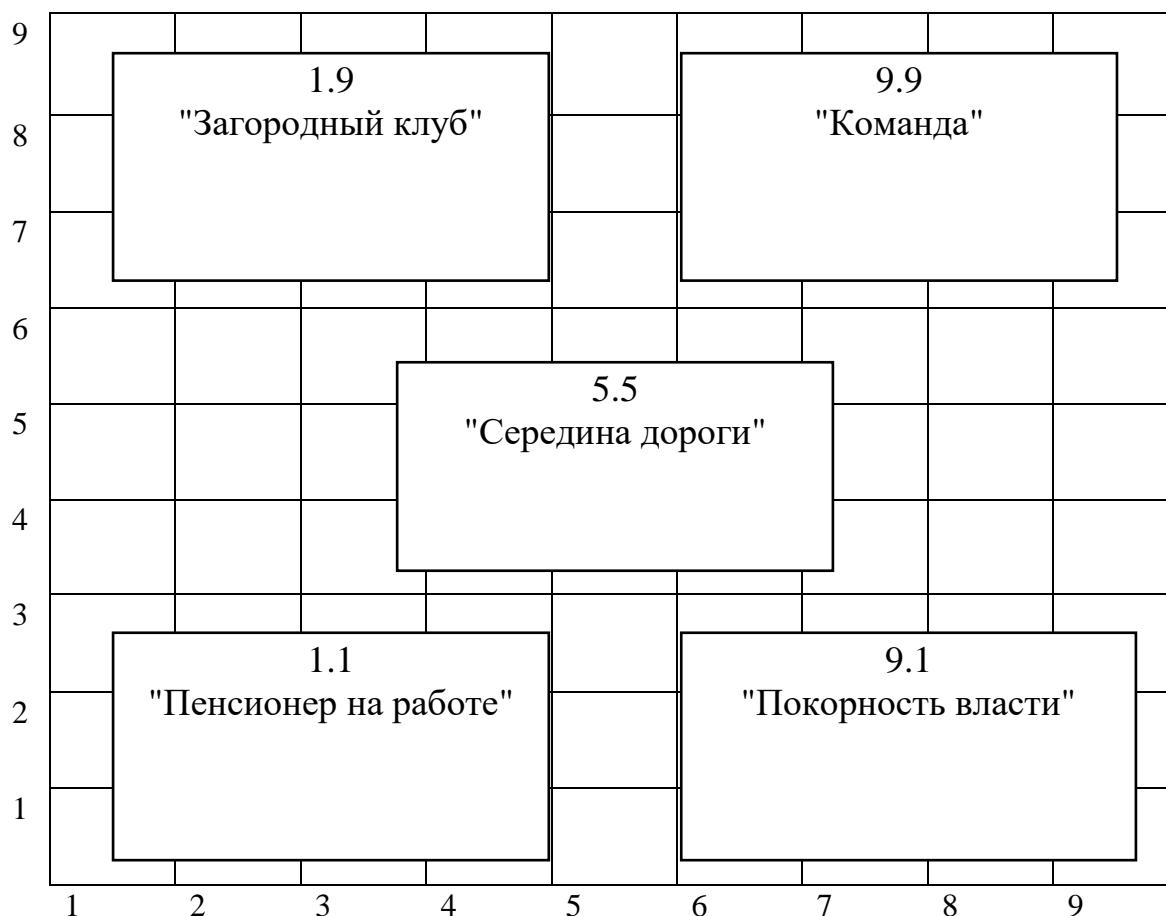 9
1.9
9.9
"Загородный клуб"
"Команда"
8
7
6
5.5
5
"Середина дороги"
4
3
1.1
9.1
"Пенсионер на работе"
"Покорность власти"
2
1
1 2 3 4 5 6 7 8 9